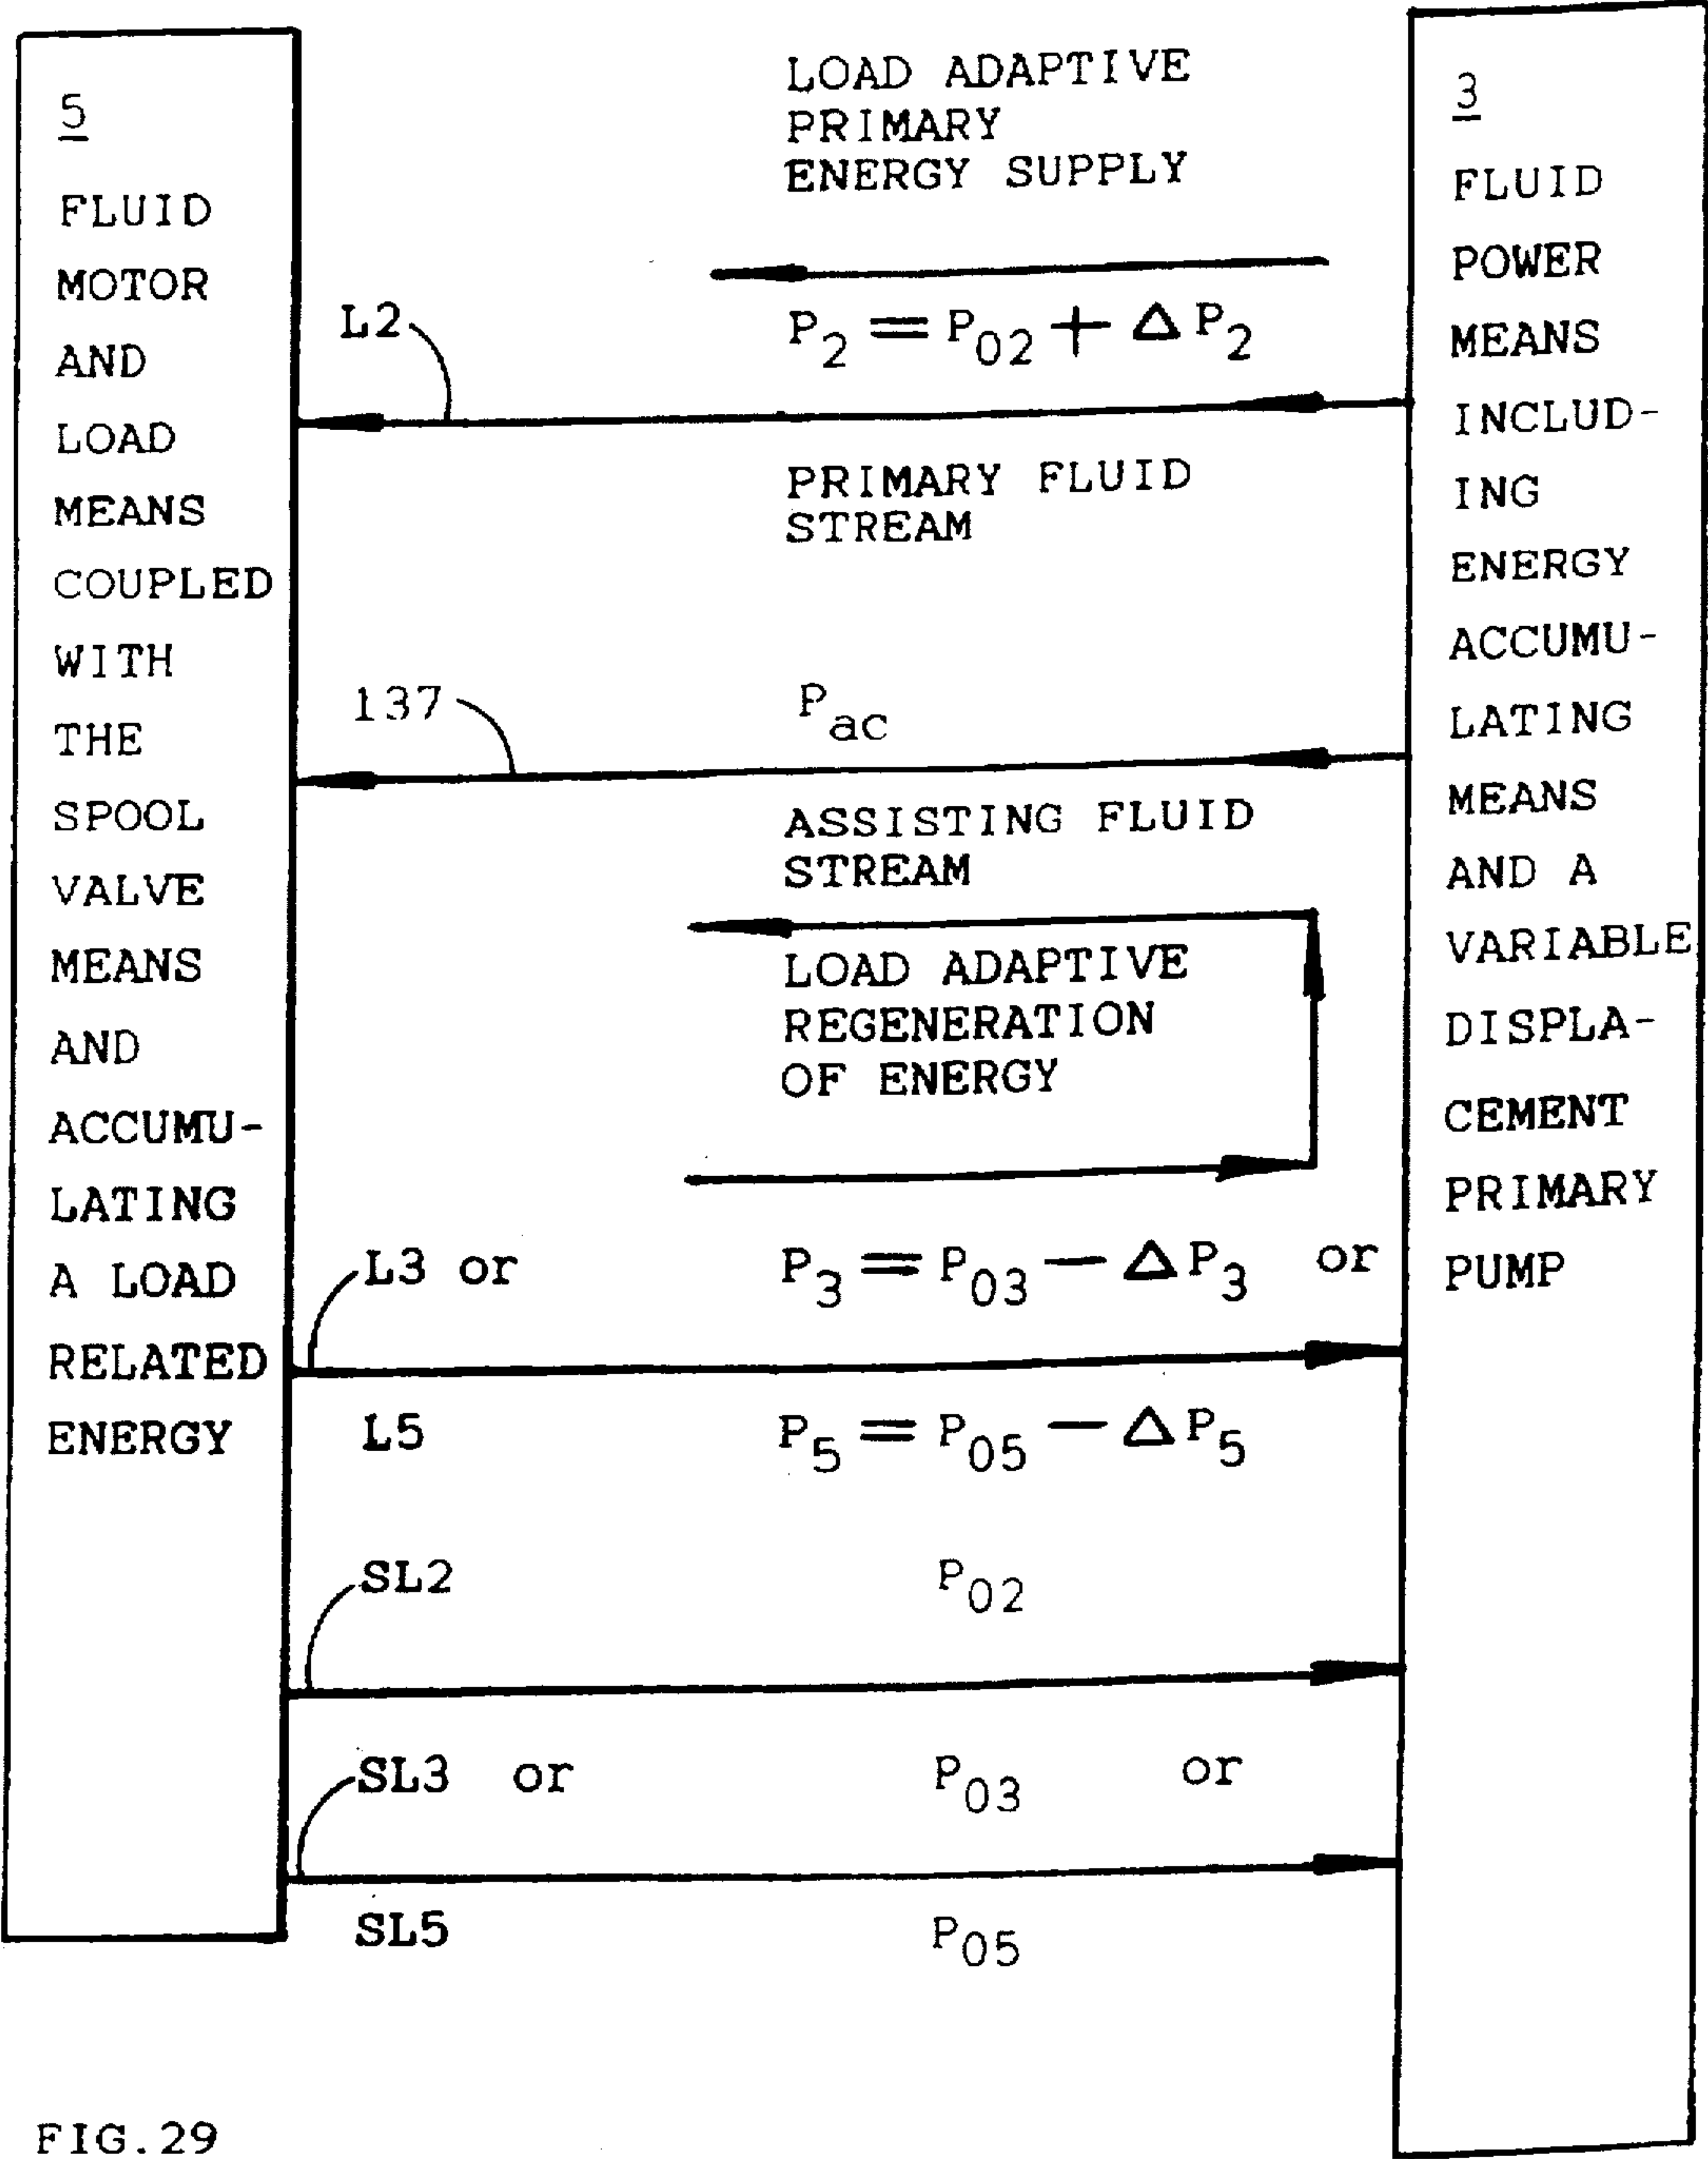 5
FLUID
MOTOR
AND
LOAD
MEANS
COUPLED
WITH
THE
SPOOL
VALVE
MEANS
AND
ACCUMU-
LATING
A LOAD
RELATED
ENERGY
LOAD ADAPTIVE
PRIMARY
ENERGY SUPPLY
L2
P2 = P02 + Δ P2
PRIMARY FLUID
STREAM
137
Pac
ASSISTING FLUID
STREAM
LOAD ADAPTIVE
REGENERATION
OF ENERGY
L3 or
P3 = P03 − Δ P3 or
L5
P5 = P05 − Δ P5
SL2
P02
SL3 or
P03 or
SL5
P05
3
FLUID
POWER
MEANS
INCLUD-
ING
ENERGY
ACCUMU-
LATING
MEANS
AND A
VARIABLE
DISPLA-
CEMENT
PRIMARY
PUMP
FIG.29